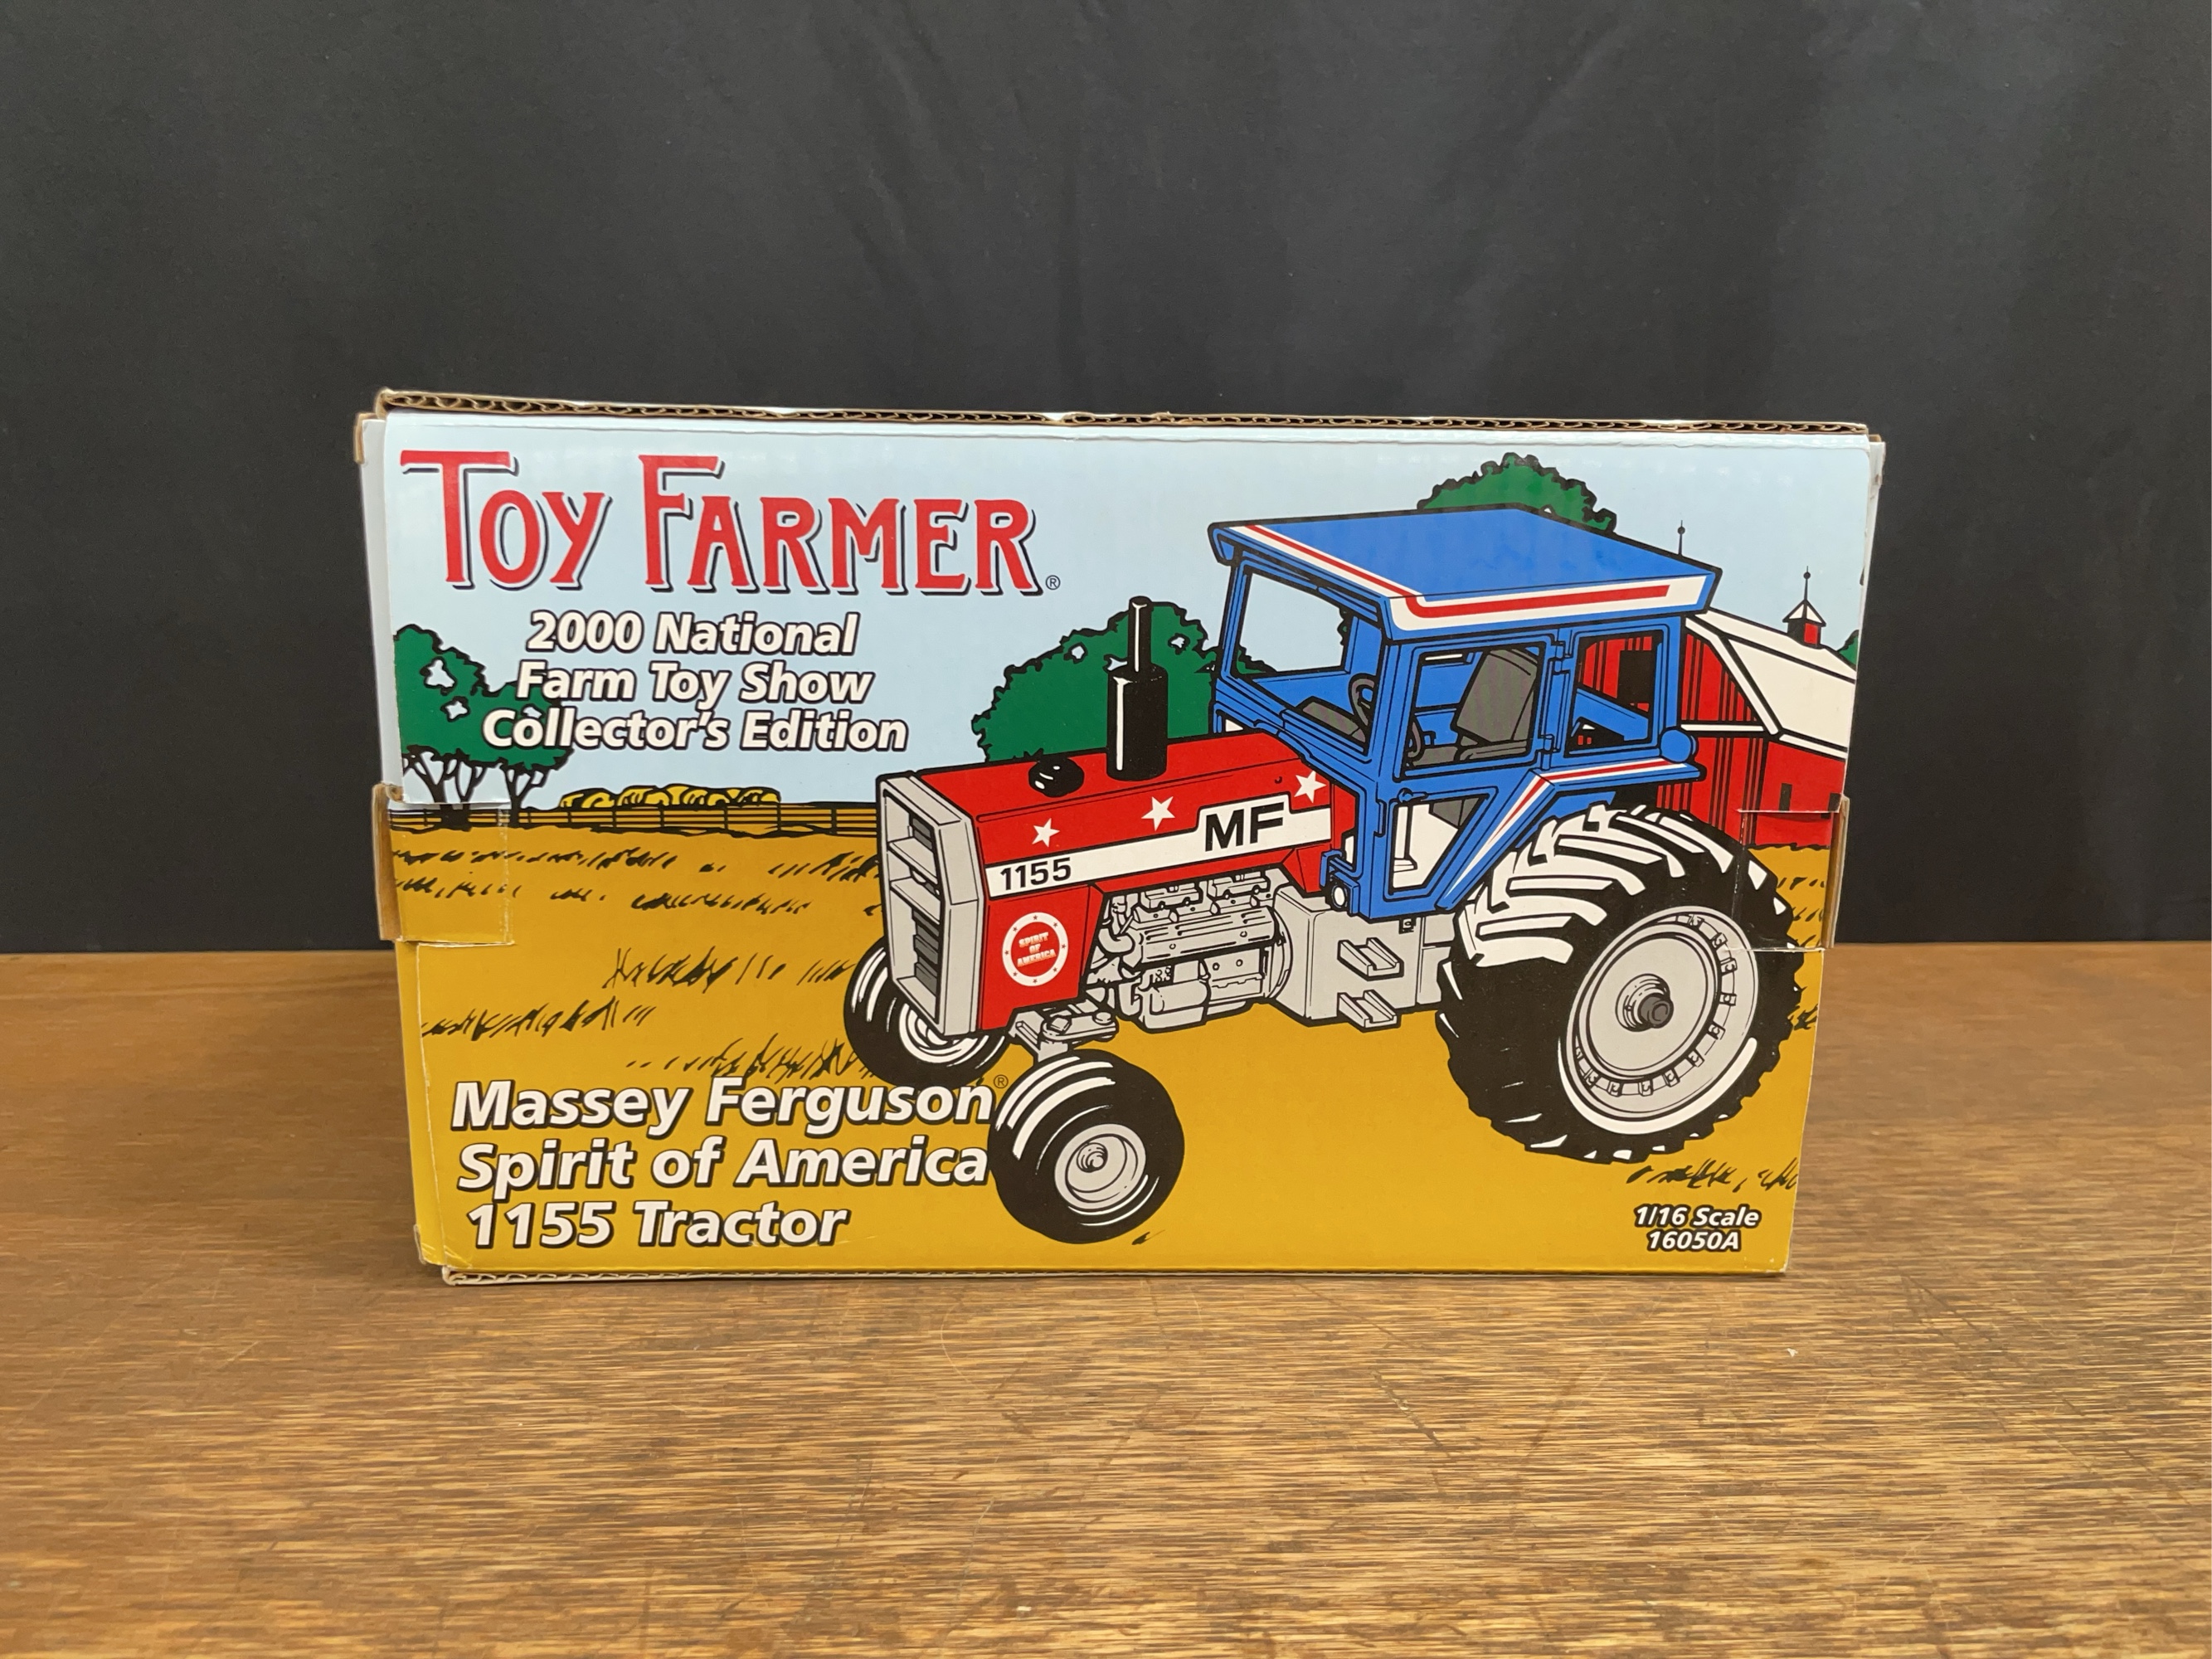 TOY FARMER®
2000 National
Farm Toy Show
Collector's Edition
MF
1155
SPIRIT
OF
AMERICA
Massey Ferguson®
Spirit of America
1155 Tractor
1/16 Scale
16050A